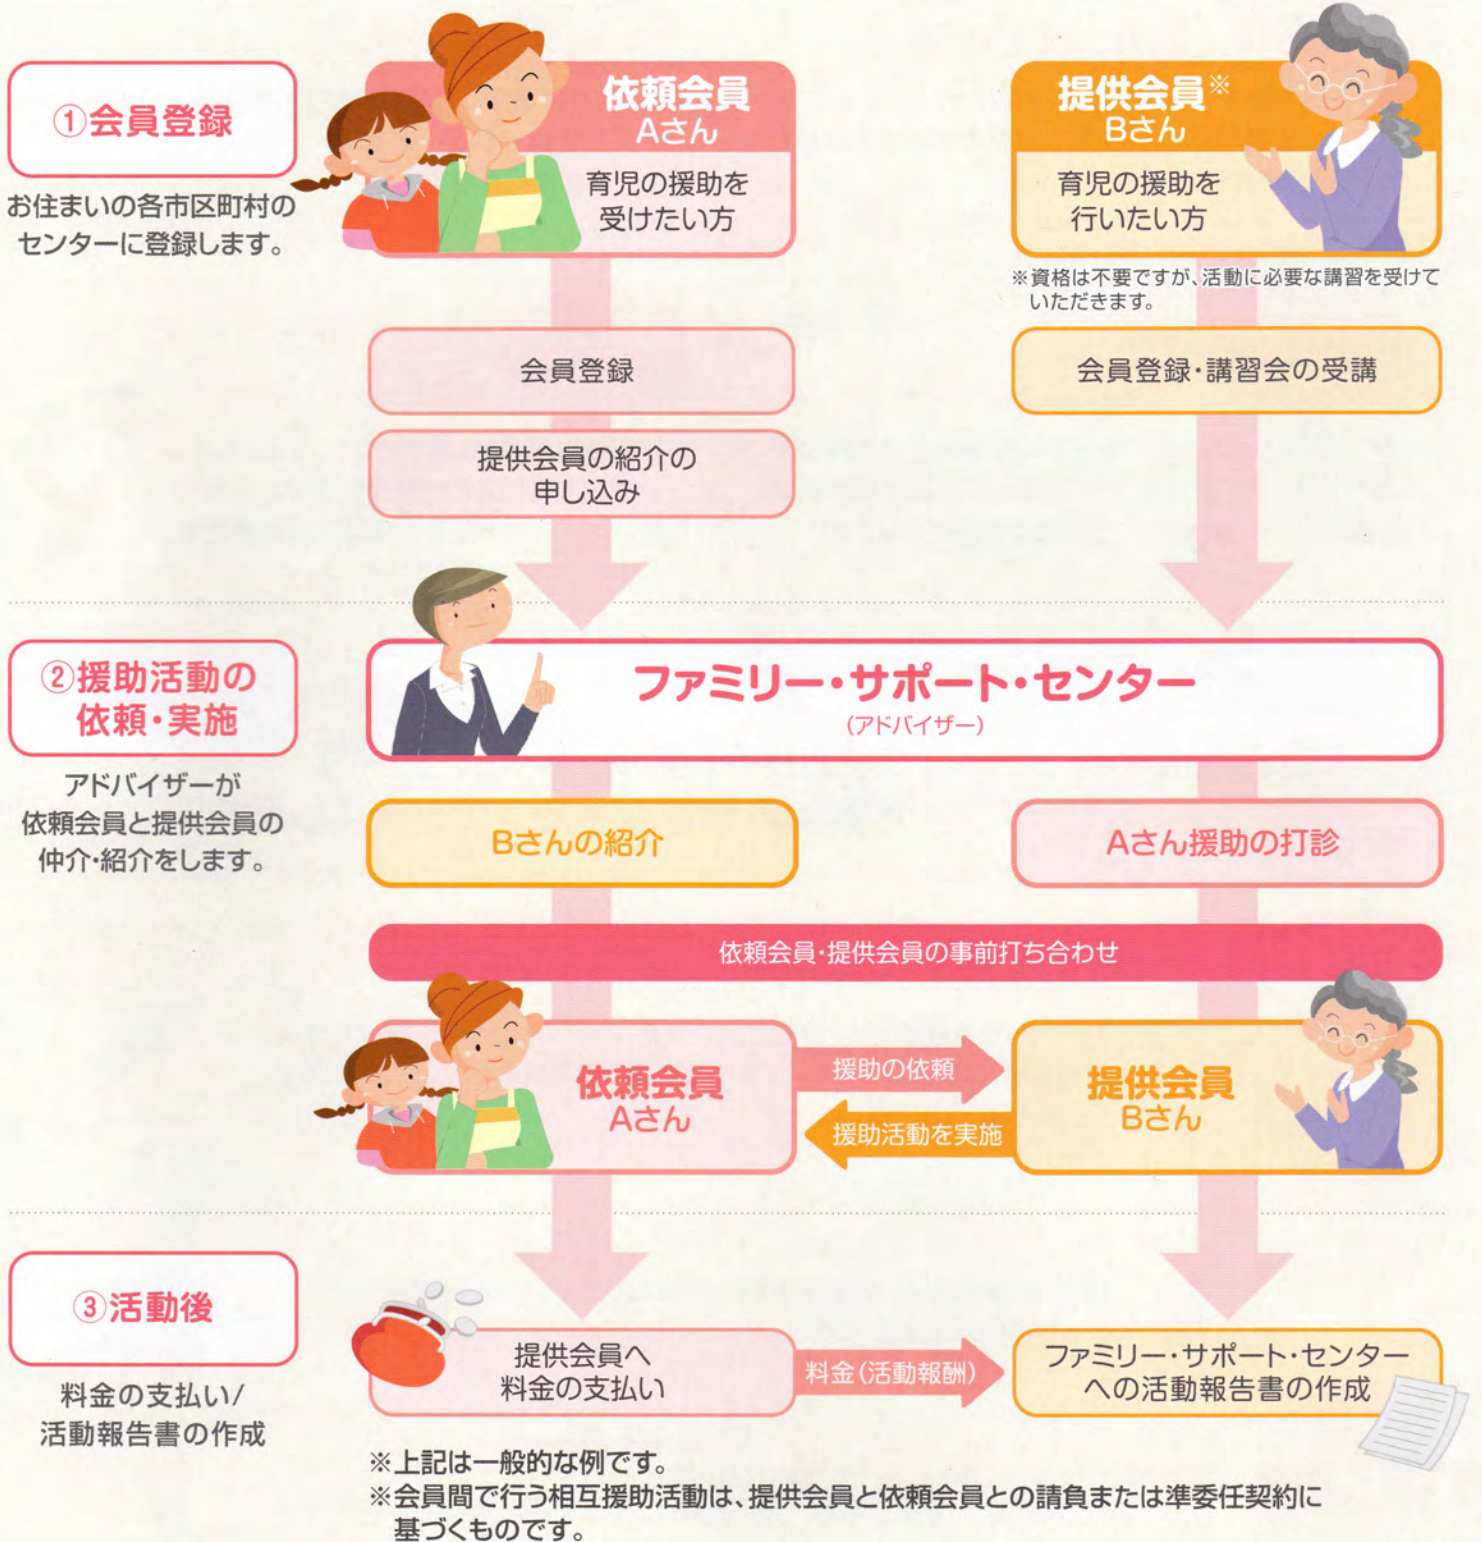 ①会員登録
お住まいの各市区町村の
センターに登録します。
依頼会員
Aさん
育児の援助を
受けたい方
提供会員※
Bさん
育児の援助を
行いたい方
※資格は不要ですが、活動に必要な講習を受けて
いただきます。
会員登録
会員登録・講習会の受講
提供会員の紹介の
申し込み
②援助活動の
依頼・実施
アドバイザーが
依頼会員と提供会員の
仲介・紹介をします。
ファミリー・サポート・センター
(アドバイザー)
Bさんの紹介
Aさん援助の打診
依頼会員・提供会員の事前打ち合わせ
依頼会員
Aさん
援助の依頼
援助活動を実施
提供会員
Bさん
③活動後
料金の支払い/
活動報告書の作成
提供会員へ
料金の支払い
料金(活動報酬)
ファミリー・サポート・センター
への活動報告書の作成
※上記は一般的な例です。
※会員間で行う相互援助活動は、提供会員と依頼会員との請負または準委任契約に
基づくものです。